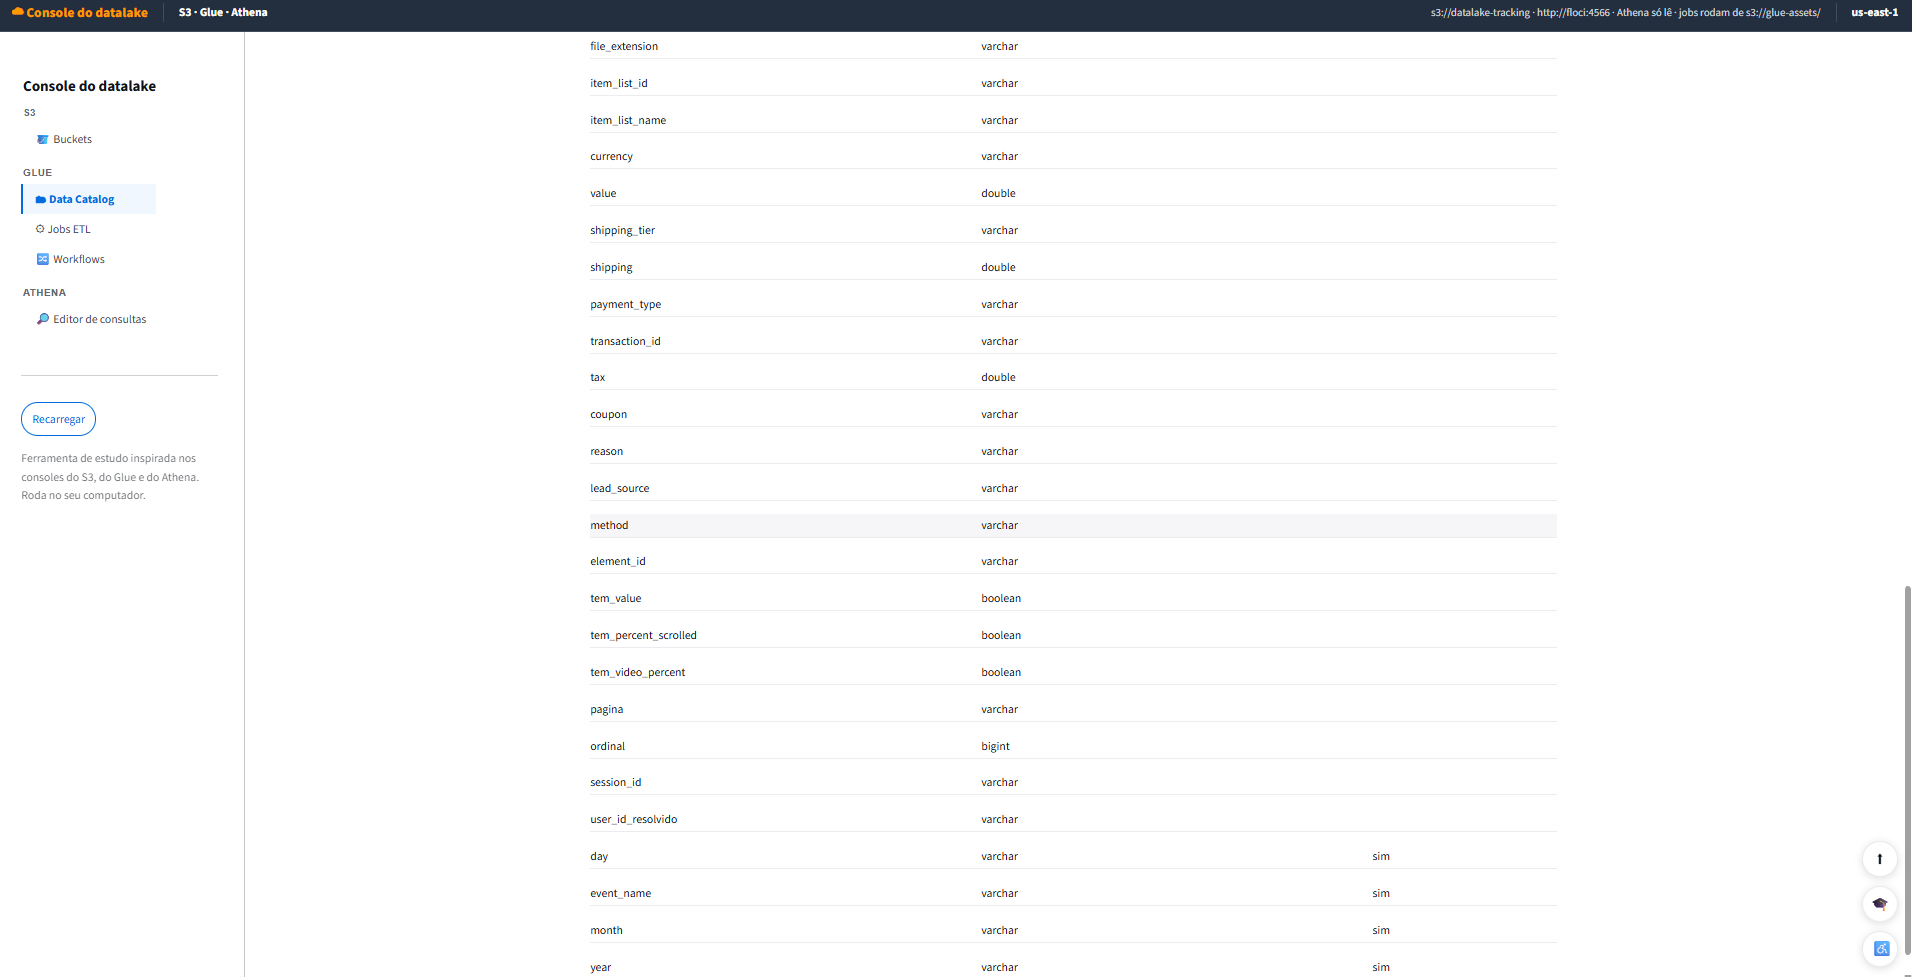 Console do datalake
S3 · Glue · Athena
s3://datalake-tracking · http://floci:4566 · Athena só lê · jobs rodam de s3://glue-assets/
us-east-1
Console do datalake
S3
Buckets
GLUE
Data Catalog
Jobs ETL
Workflows
ATHENA
Editor de consultas
Recarregar
Ferramenta de estudo inspirada nos
consoles do S3, do Glue e do Athena.
Roda no seu computador.
file_extension varchar
item_list_id varchar
item_list_name varchar
currency varchar
value double
shipping_tier varchar
shipping double
payment_type varchar
transaction_id varchar
tax double
coupon varchar
reason varchar
lead_source varchar
method varchar
element_id varchar
tem_value boolean
tem_percent_scrolled boolean
tem_video_percent boolean
pagina varchar
ordinal bigint
session_id varchar
user_id_resolvido varchar
day varchar sim
event_name varchar sim
month varchar sim
year varchar sim